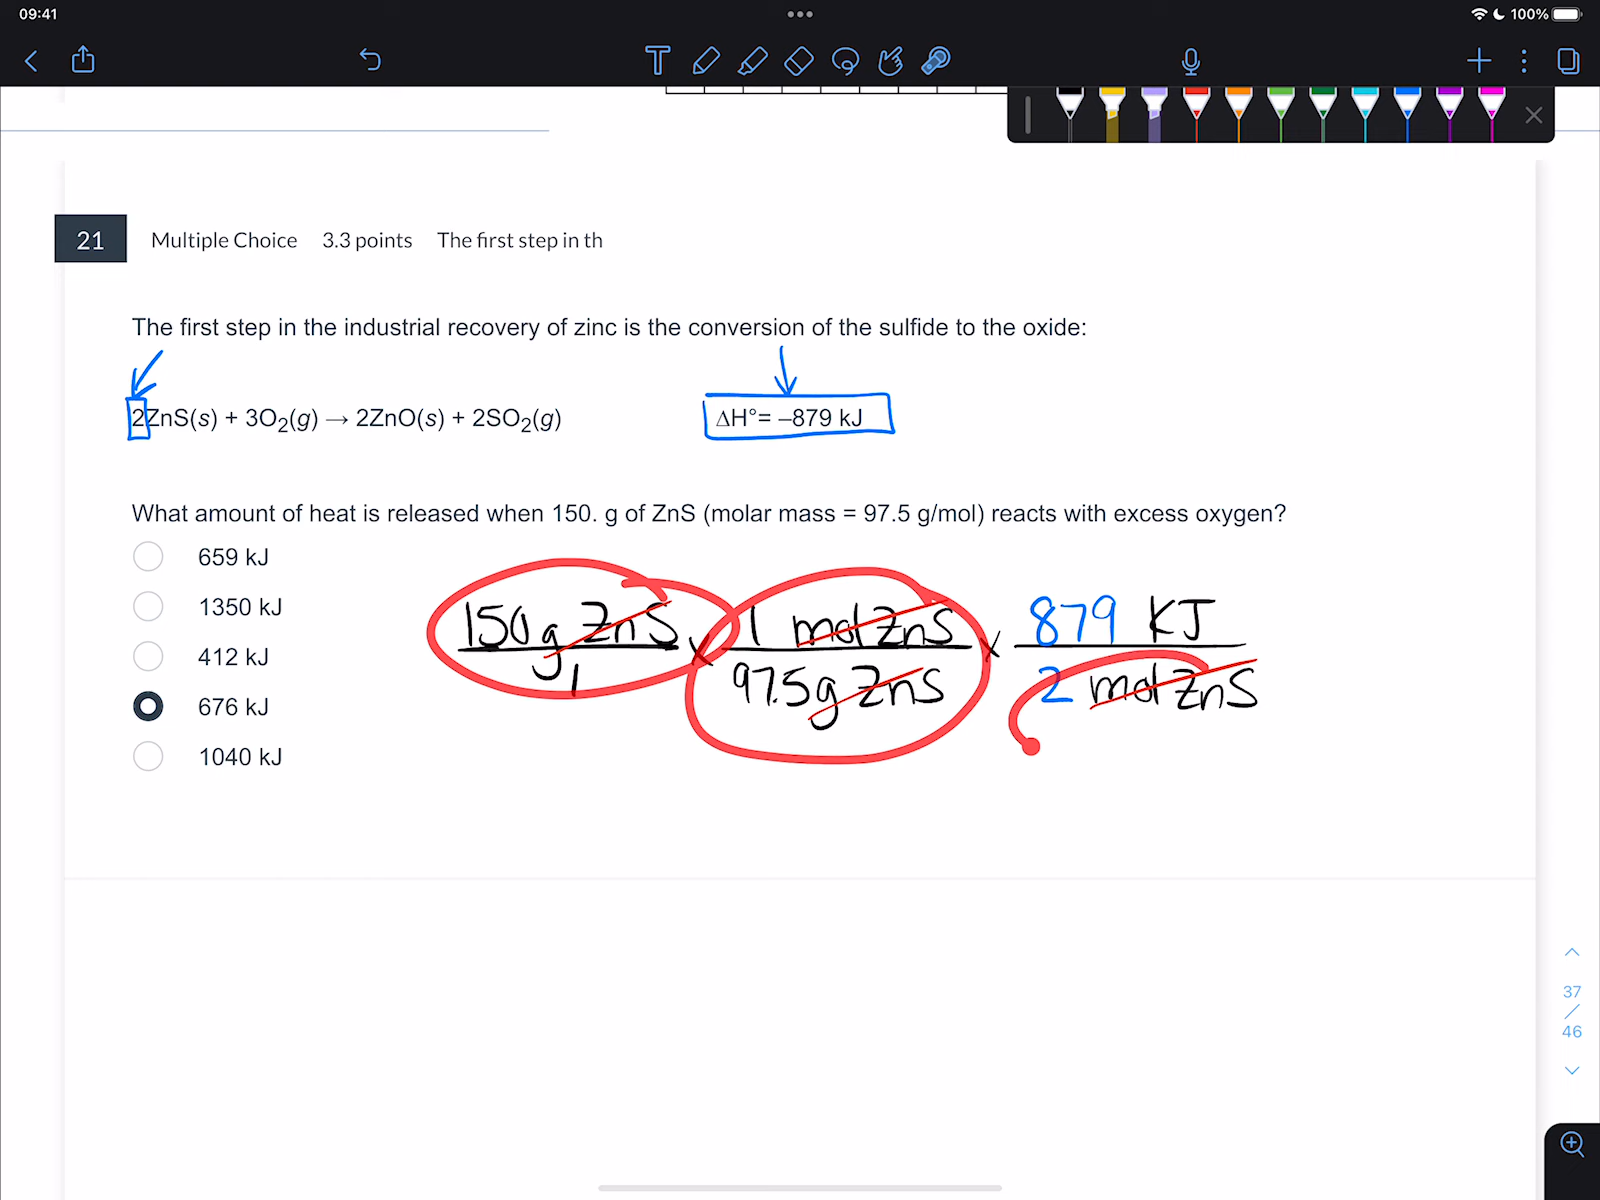 09:41
100%
T
21 Multiple Choice 3.3 points The first step in th
The first step in the industrial recovery of zinc is the conversion of the sulfide to the oxide:
2ZnS(s) + 3O₂(g) → 2ZnO(s) + 2SO₂(g) ΔH°= –879 kJ
What amount of heat is released when 150. g of ZnS (molar mass = 97.5 g/mol) reacts with excess oxygen?
659 kJ
1350 kJ
412 kJ
676 kJ
1040 kJ
150g ZnS x 1 mol ZnS x 879 KJ
1 97.5g ZnS 2 mol ZnS
37
/
46